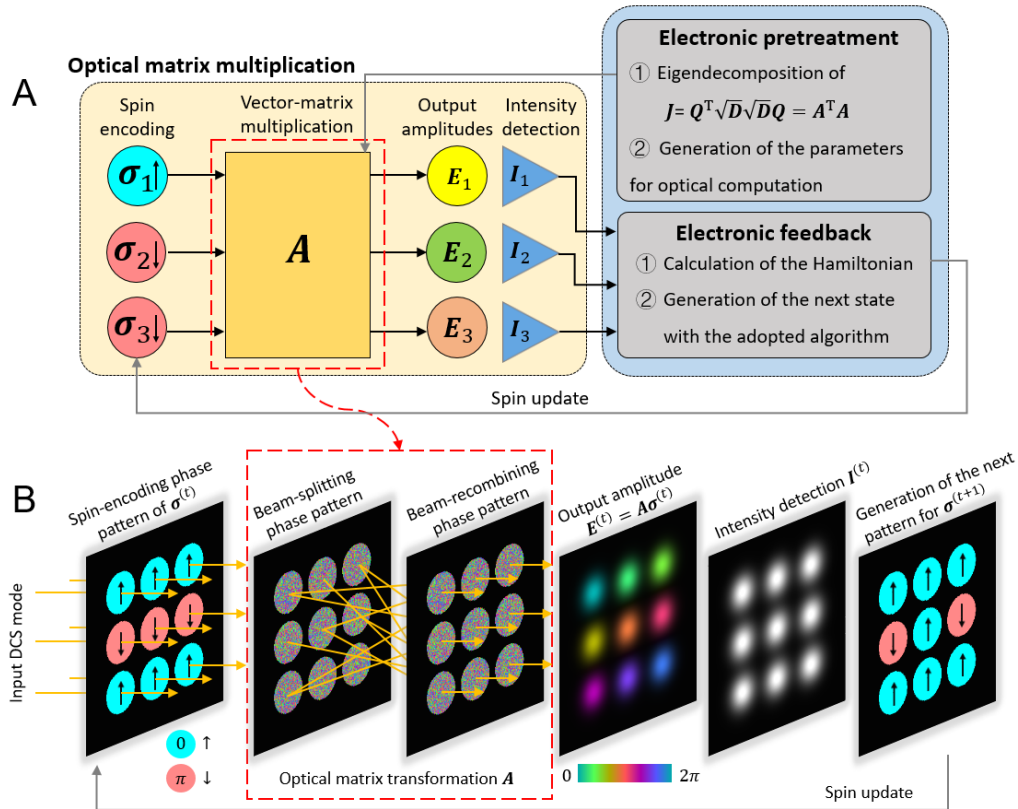 A
Optical matrix multiplication
Spin
encoding
Vector-matrix
multiplication
Output
amplitudes
Intensity
detection
σ₁↑
σ₂↓
σ₃↓
A
E₁
E₂
E₃
I₁
I₂
I₃
Electronic pretreatment
① Eigendecomposition of
J= Qᵀ√D√DQ = AᵀA
② Generation of the parameters
for optical computation
Electronic feedback
① Calculation of the Hamiltonian
② Generation of the next state
with the adopted algorithm
Spin update
B
Input DCS mode
Spin-encoding phase
pattern of σ⁽ᵗ⁾
Beam-splitting
phase pattern
Beam-recombining
phase pattern
Output amplitude
E⁽ᵗ⁾ = Aσ⁽ᵗ⁾
Intensity detection I⁽ᵗ⁾
Generation of the next
pattern for σ⁽ᵗ⁺¹⁾
0 ↑
π ↓
Optical matrix transformation A
0 2π
Spin update